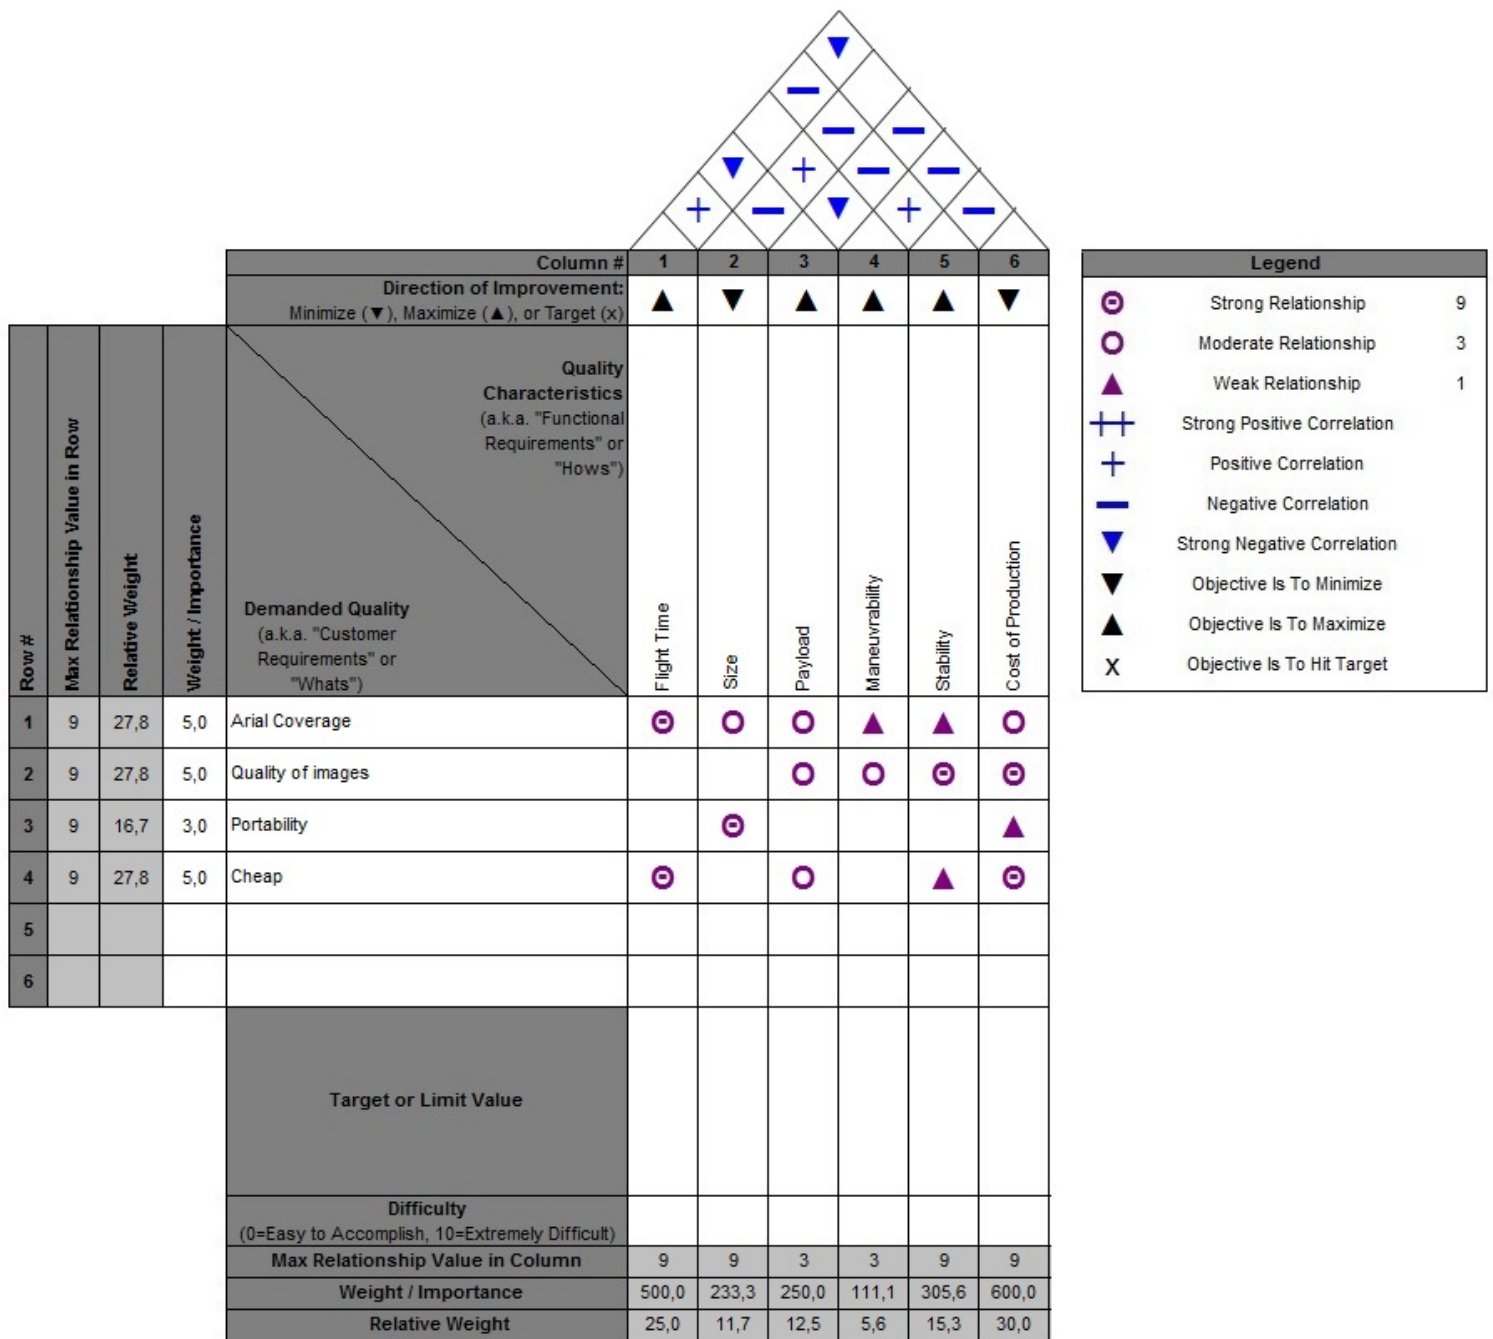 Column # 1 2 3 4 5 6
Direction of Improvement:
Minimize (▼), Maximize (▲), or Target (x) ▲ ▼ ▲ ▲ ▲ ▼
Row #
Max Relationship Value in Row
Relative Weight
Weight / Importance
Quality
Characteristics
(a.k.a. "Functional
Requirements" or
"Hows")
Demanded Quality
(a.k.a. "Customer
Requirements" or
"Whats")
Flight Time
Size
Payload
Maneuvrability
Stability
Cost of Production
1 9 27,8 5,0 Arial Coverage
2 9 27,8 5,0 Quality of images
3 9 16,7 3,0 Portability
4 9 27,8 5,0 Cheap
5
6
Target or Limit Value
Difficulty
(0=Easy to Accomplish, 10=Extremely Difficult)
Max Relationship Value in Column 9 9 3 3 9 9
Weight / Importance 500,0 233,3 250,0 111,1 305,6 600,0
Relative Weight 25,0 11,7 12,5 5,6 15,3 30,0
Legend
Strong Relationship 9
Moderate Relationship 3
Weak Relationship 1
Strong Positive Correlation
Positive Correlation
Negative Correlation
Strong Negative Correlation
▼ Objective Is To Minimize
▲ Objective Is To Maximize
x Objective Is To Hit Target